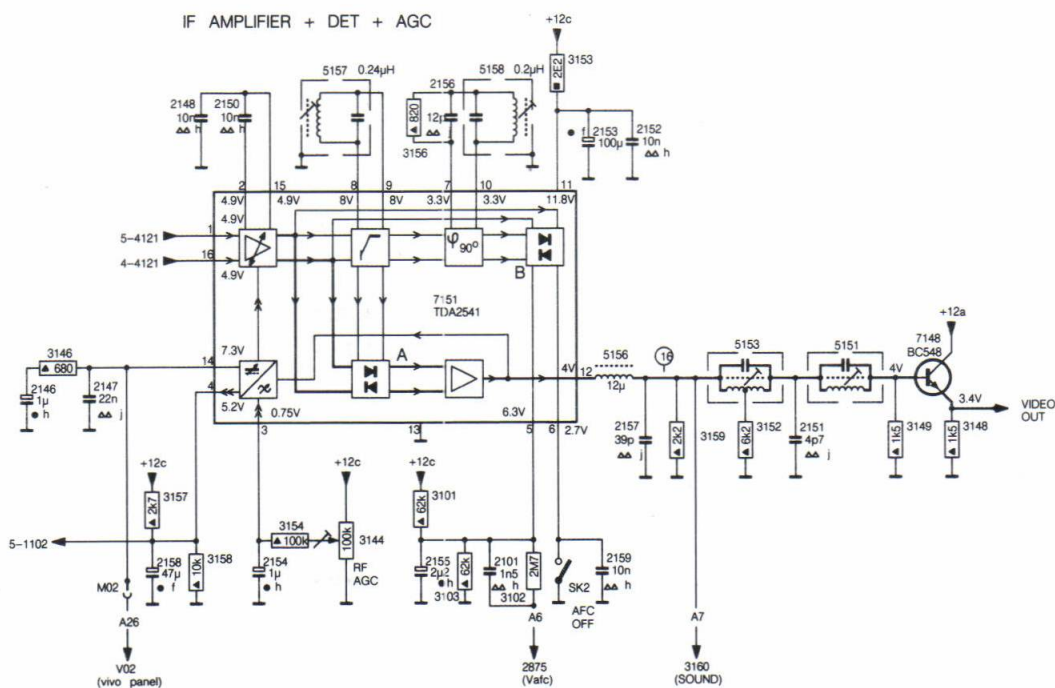 IF AMPLIFIER + DET + AGC
+12c
3153
2E2
5157
0.24µH
2156
5158
0.2µH
2148
10n
h
2150
10n
h
820
12p
3156
f
2153
100µ
2152
10n
h
2
15
8
9
7
10
11
4.9V
4.9V
8V
8V
3.3V
3.3V
11.8V
4.9V
5-4121
1
4-4121
16
4.9V
φ
90°
B
7151
TDA2541
A
7.3V
14
4
5.2V
0.75V
3
13
6.3V
5
6
2.7V
4V
12
3146
680
2146
1µ
h
2147
22n
j
5156
12µ
16
5153
5151
4V
7148
BC548
+12a
3.4V
VIDEO
OUT
2157
39p
j
2k2
3159
6k2
3152
2151
4p7
j
1k5
3149
1k5
3148
+12c
3157
2k7
5-1102
2158
47µ
f
10k
3158
2154
1µ
h
3154
100k
+12c
100k
3144
RF
AGC
+12c
3101
62k
2155
2µ2
h
62k
3103
2101
1n5
h
3102
2M7
SK2
AFC
OFF
2159
10n
h
M02
A26
V02
(vivo panel)
A6
2875
(Vafc)
A7
3160
(SOUND)